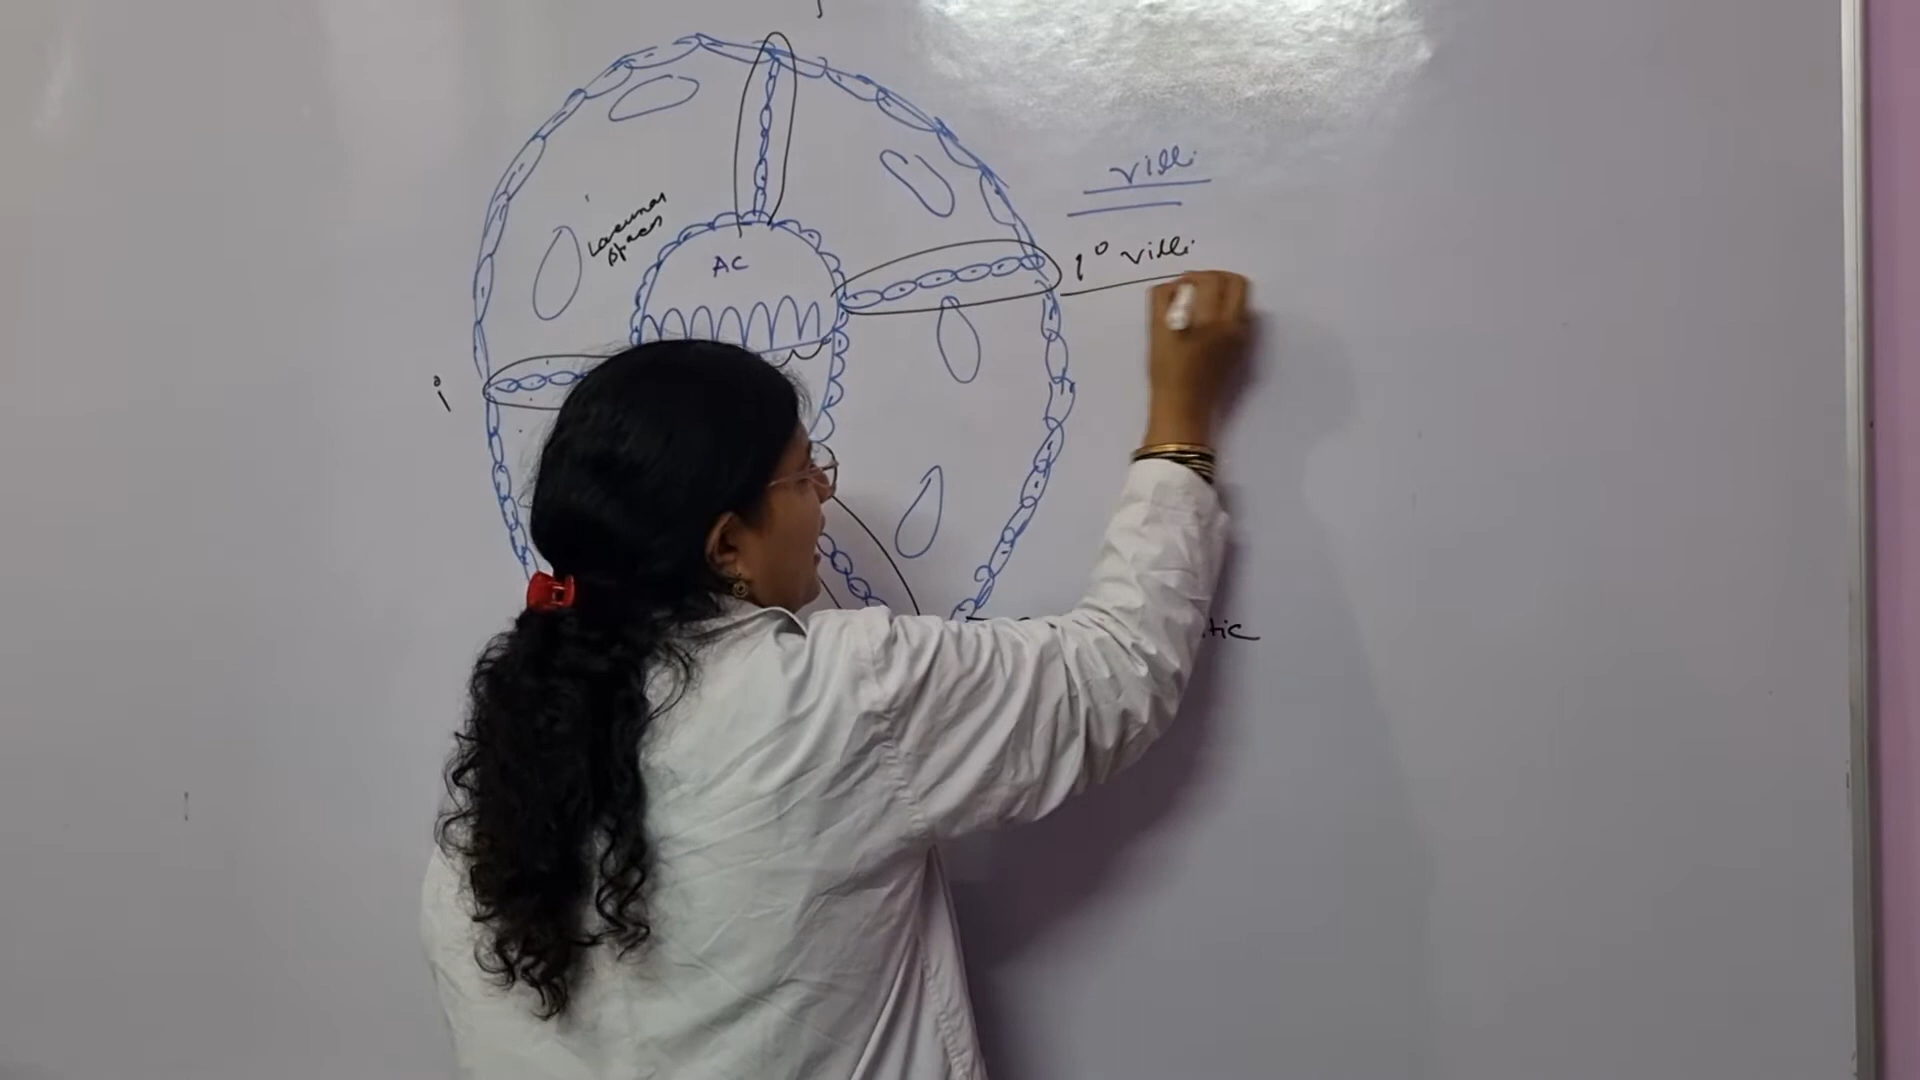 villi
1° villi
Lacunar
spaces
AC
tic